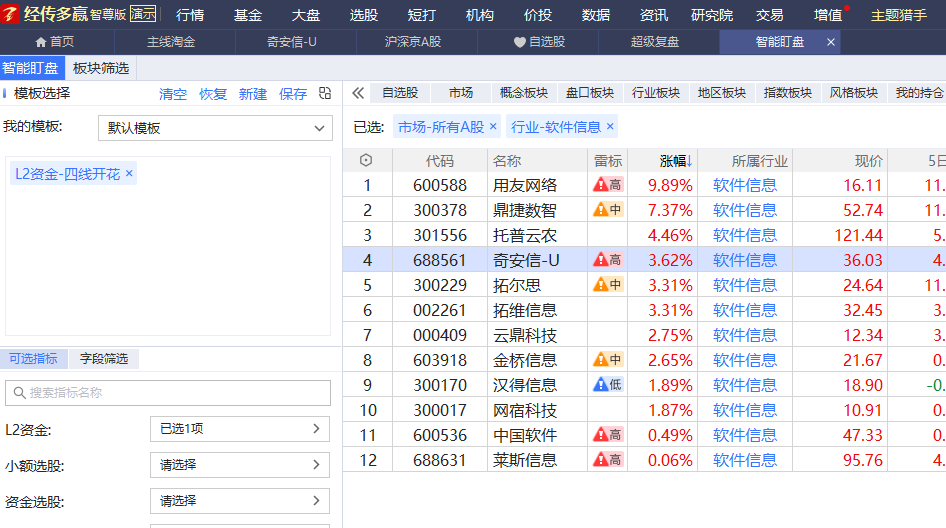 经传多赢 智尊版 演示 行情 基金 大盘 选股 短打 机构 价投 数据 资讯 研究院 交易 增值 主题猎手
首页 主线淘金 奇安信-U 沪深京A股 自选股 超级复盘 智能盯盘 ×
智能盯盘 板块筛选
模板选择 清空 恢复 新建 保存
我的模板: 默认模板
L2资金-四线开花 ×
可选指标 字段筛选
搜索指标名称
L2资金: 已选1项
小额选股: 请选择
资金选股: 请选择
自选股 市场 概念板块 盘口板块 行业板块 地区板块 指数板块 风格板块 我的持仓
已选: 市场-所有A股 × 行业-软件信息 ×
代码 名称 雷标 涨幅↓ 所属行业 现价 5日
1 600588 用友网络 高 9.89% 软件信息 16.11 11.
2 300378 鼎捷数智 中 7.37% 软件信息 52.74 11.
3 301556 托普云农 4.46% 软件信息 121.44 5.
4 688561 奇安信-U 高 3.62% 软件信息 36.03 4.
5 300229 拓尔思 中 3.31% 软件信息 24.64 11.
6 002261 拓维信息 3.31% 软件信息 32.45 3.
7 000409 云鼎科技 2.75% 软件信息 12.34 3.
8 603918 金桥信息 中 2.65% 软件信息 21.67 0.
9 300170 汉得信息 低 1.89% 软件信息 18.90 -0.
10 300017 网宿科技 1.87% 软件信息 10.91 0.
11 600536 中国软件 高 0.49% 软件信息 47.33 0.
12 688631 莱斯信息 高 0.06% 软件信息 95.76 4.